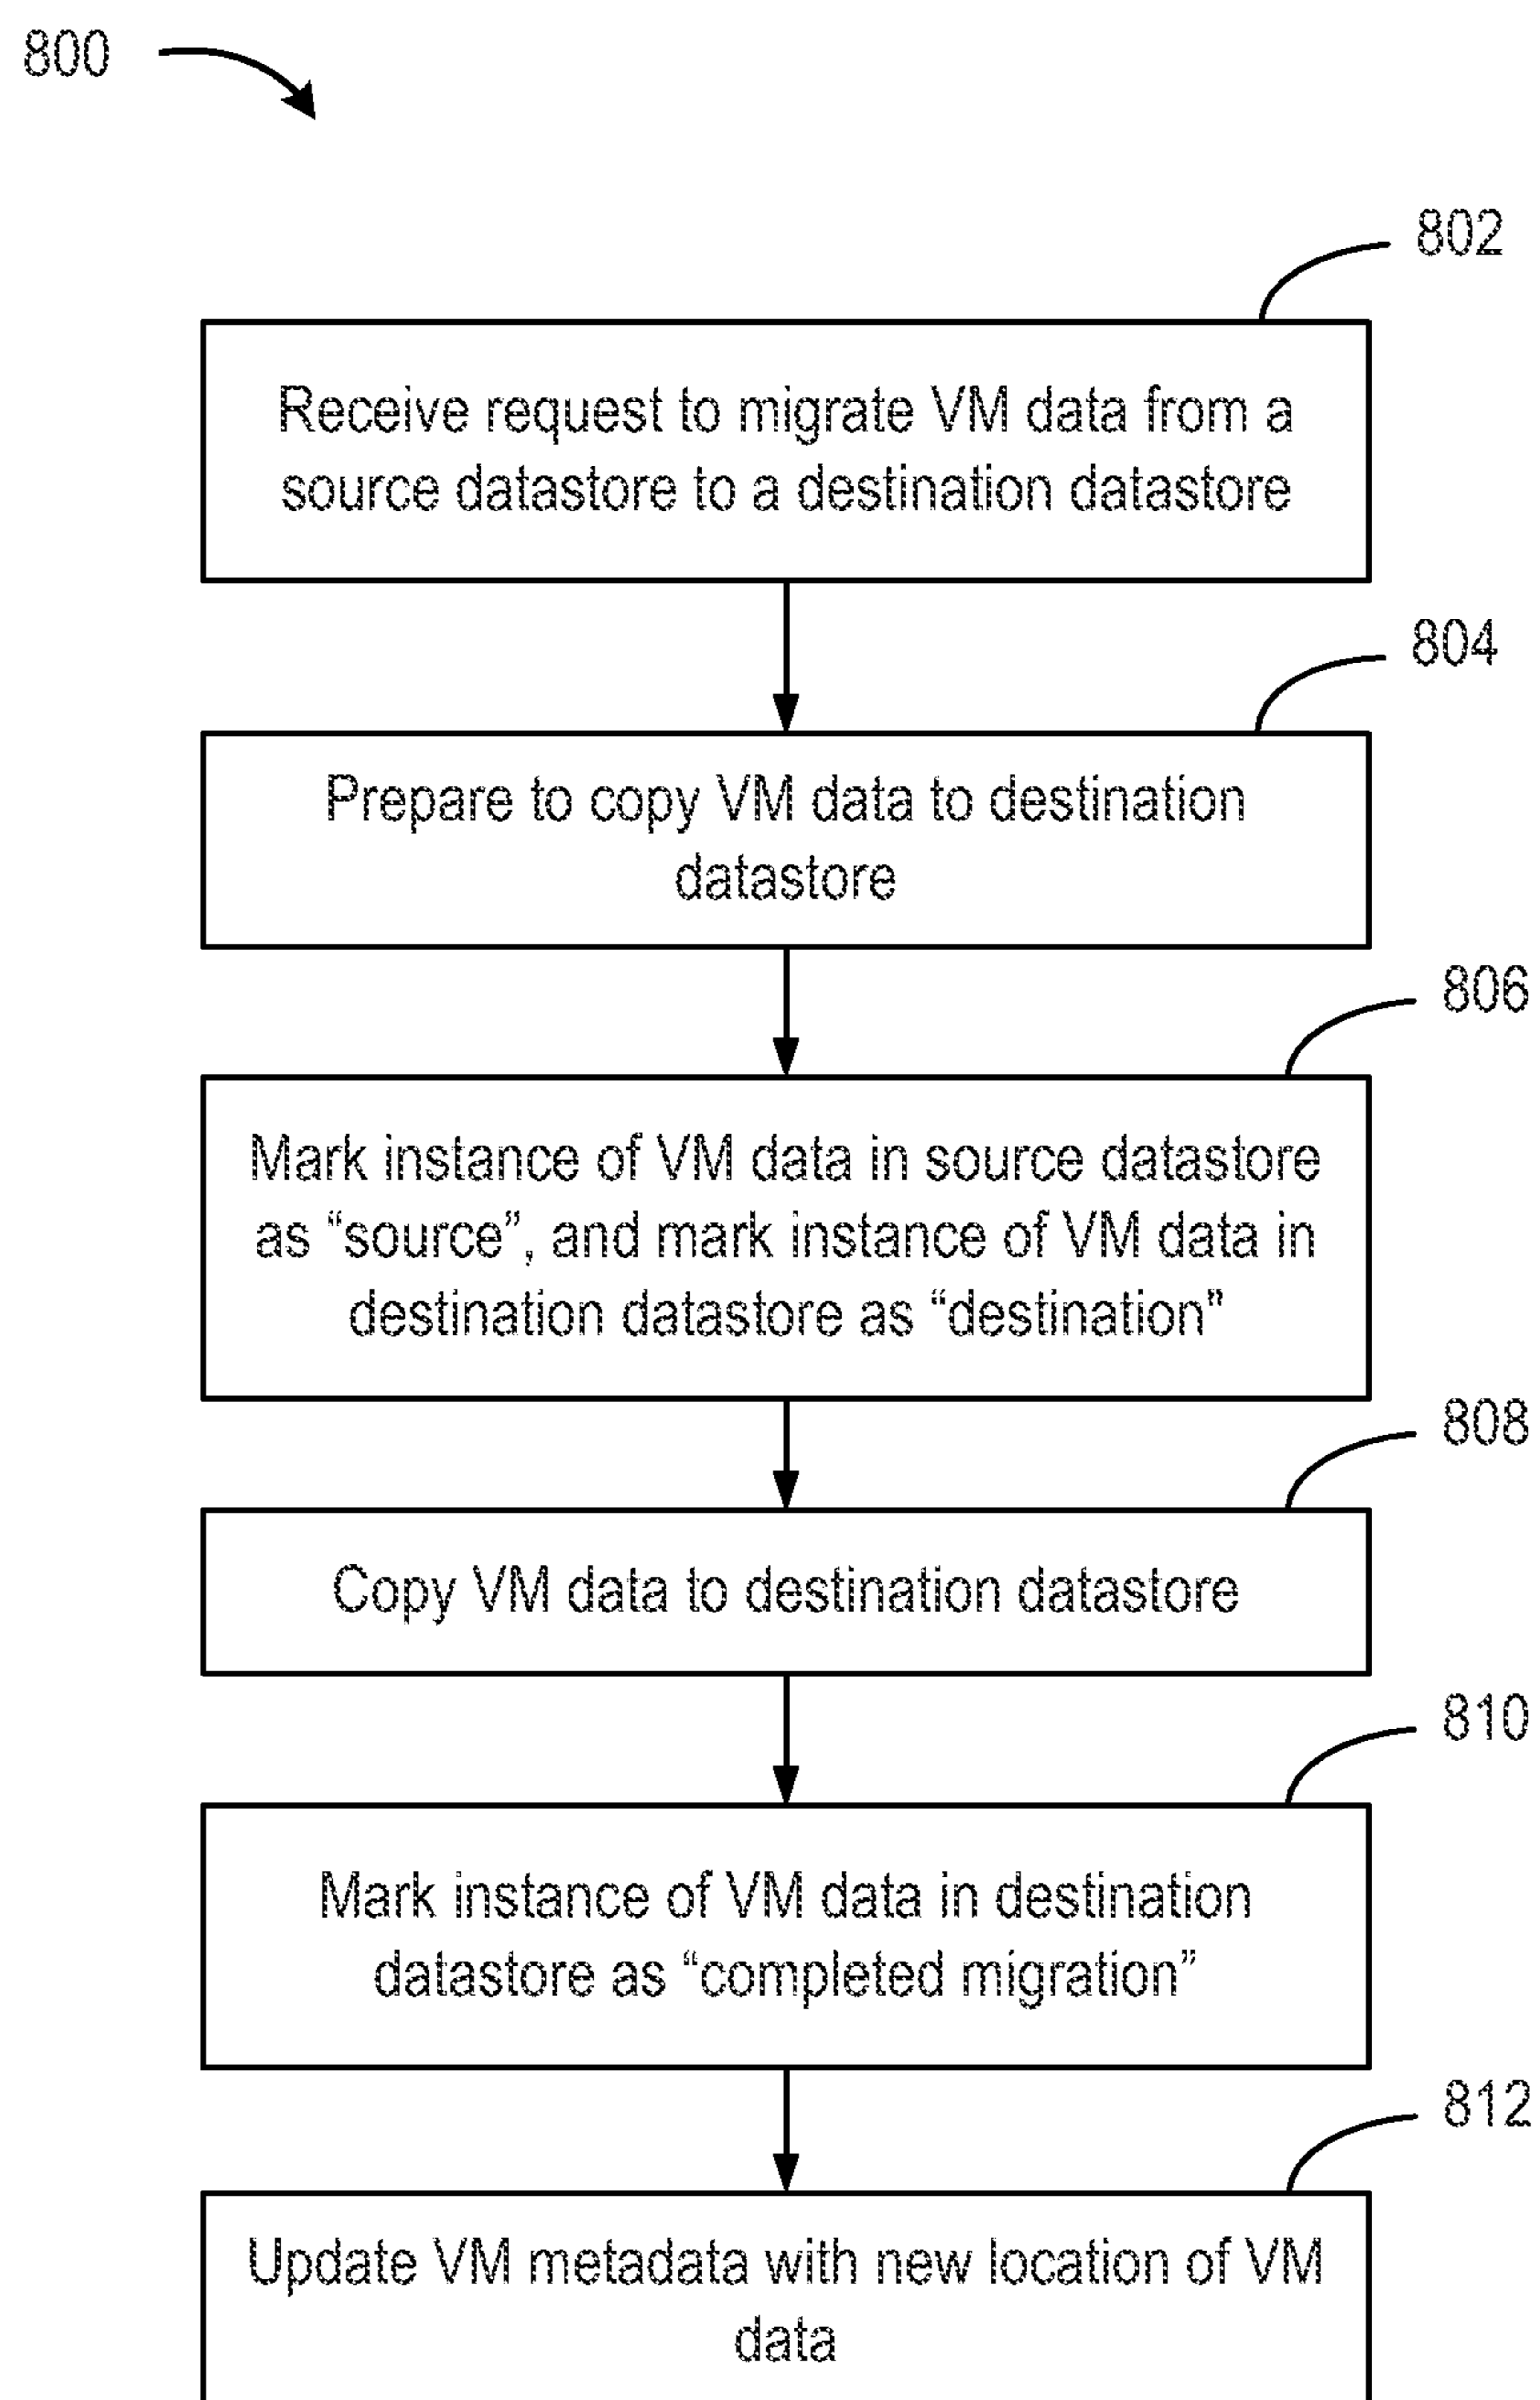 800
802
Receive request to migrate VM data from a
source datastore to a destination datastore
804
Prepare to copy VM data to destination
datastore
806
Mark instance of VM data in source datastore
as “source”, and mark instance of VM data in
destination datastore as “destination"
808
Copy VM data to destination datastore
810
Mark instance of VM data in destination
datastore as “completed migration”
812
Update VM metadata with new location of VM
data